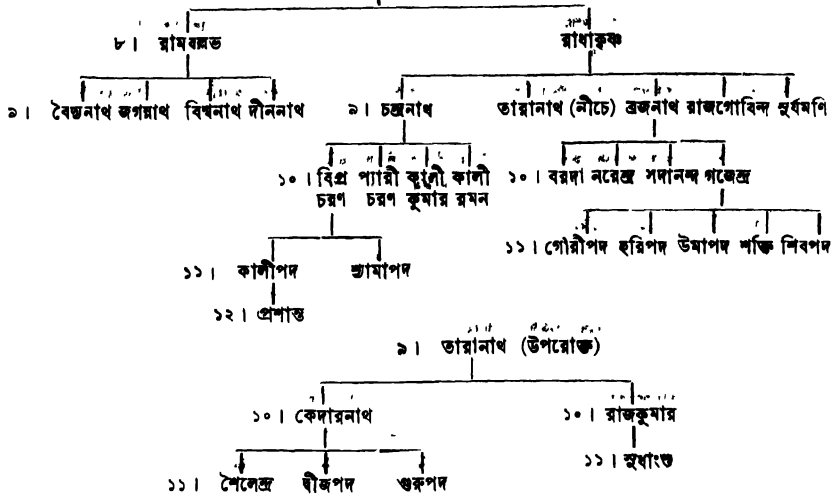 ৮। রামবল্লভ রাধাকৃষ্ণ
৯। বৈদ্যনাথ জগন্নাথ বিশ্বনাথ দীননাথ ৯। চন্দ্রনাথ তারানাথ (নীচে) ব্রজনাথ রাজগোবিন্দ সূর্যমণি
১০। বিপ্র প্যারী কালী কালী ১০। বরদা নরেন্দ্র সদানন্দ গজেন্দ্র
চরণ চরণ কুমার রমন
১১। গৌরীপদ হরিপদ উমাপদ শক্তি শিবপদ
১১। কালীপদ শ্যামাপদ
১২। প্রশান্ত
৯। তারানাথ (উপরোক্ত)
১০। কেদারনাথ ১০। রাজকুমার
১১। সুধাংশু
১১। শৈলেন্দ্র দ্বীজপদ গুরুপদ